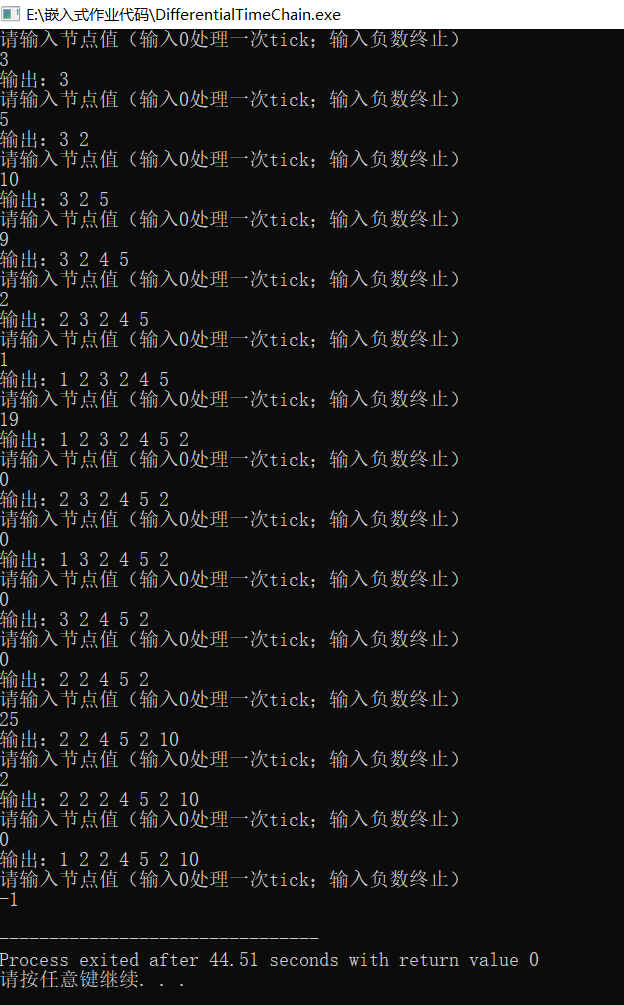 E:\嵌入式作业代码\DifferentialTimeChain.exe
请输入节点值（输入0处理一次tick；输入负数终止）
3
输出：3
请输入节点值（输入0处理一次tick；输入负数终止）
5
输出：3 2
请输入节点值（输入0处理一次tick；输入负数终止）
10
输出：3 2 5
请输入节点值（输入0处理一次tick；输入负数终止）
9
输出：3 2 4 5
请输入节点值（输入0处理一次tick；输入负数终止）
2
输出：2 3 2 4 5
请输入节点值（输入0处理一次tick；输入负数终止）
1
输出：1 2 3 2 4 5
请输入节点值（输入0处理一次tick；输入负数终止）
19
输出：1 2 3 2 4 5 2
请输入节点值（输入0处理一次tick；输入负数终止）
0
输出：2 3 2 4 5 2
请输入节点值（输入0处理一次tick；输入负数终止）
0
输出：1 3 2 4 5 2
请输入节点值（输入0处理一次tick；输入负数终止）
0
输出：3 2 4 5 2
请输入节点值（输入0处理一次tick；输入负数终止）
0
输出：2 2 4 5 2
请输入节点值（输入0处理一次tick；输入负数终止）
25
输出：2 2 4 5 2 10
请输入节点值（输入0处理一次tick；输入负数终止）
2
输出：2 2 2 4 5 2 10
请输入节点值（输入0处理一次tick；输入负数终止）
0
输出：1 2 2 4 5 2 10
请输入节点值（输入0处理一次tick；输入负数终止）
-1
--------------------------------
Process exited after 44.51 seconds with return value 0
请按任意键继续. . .